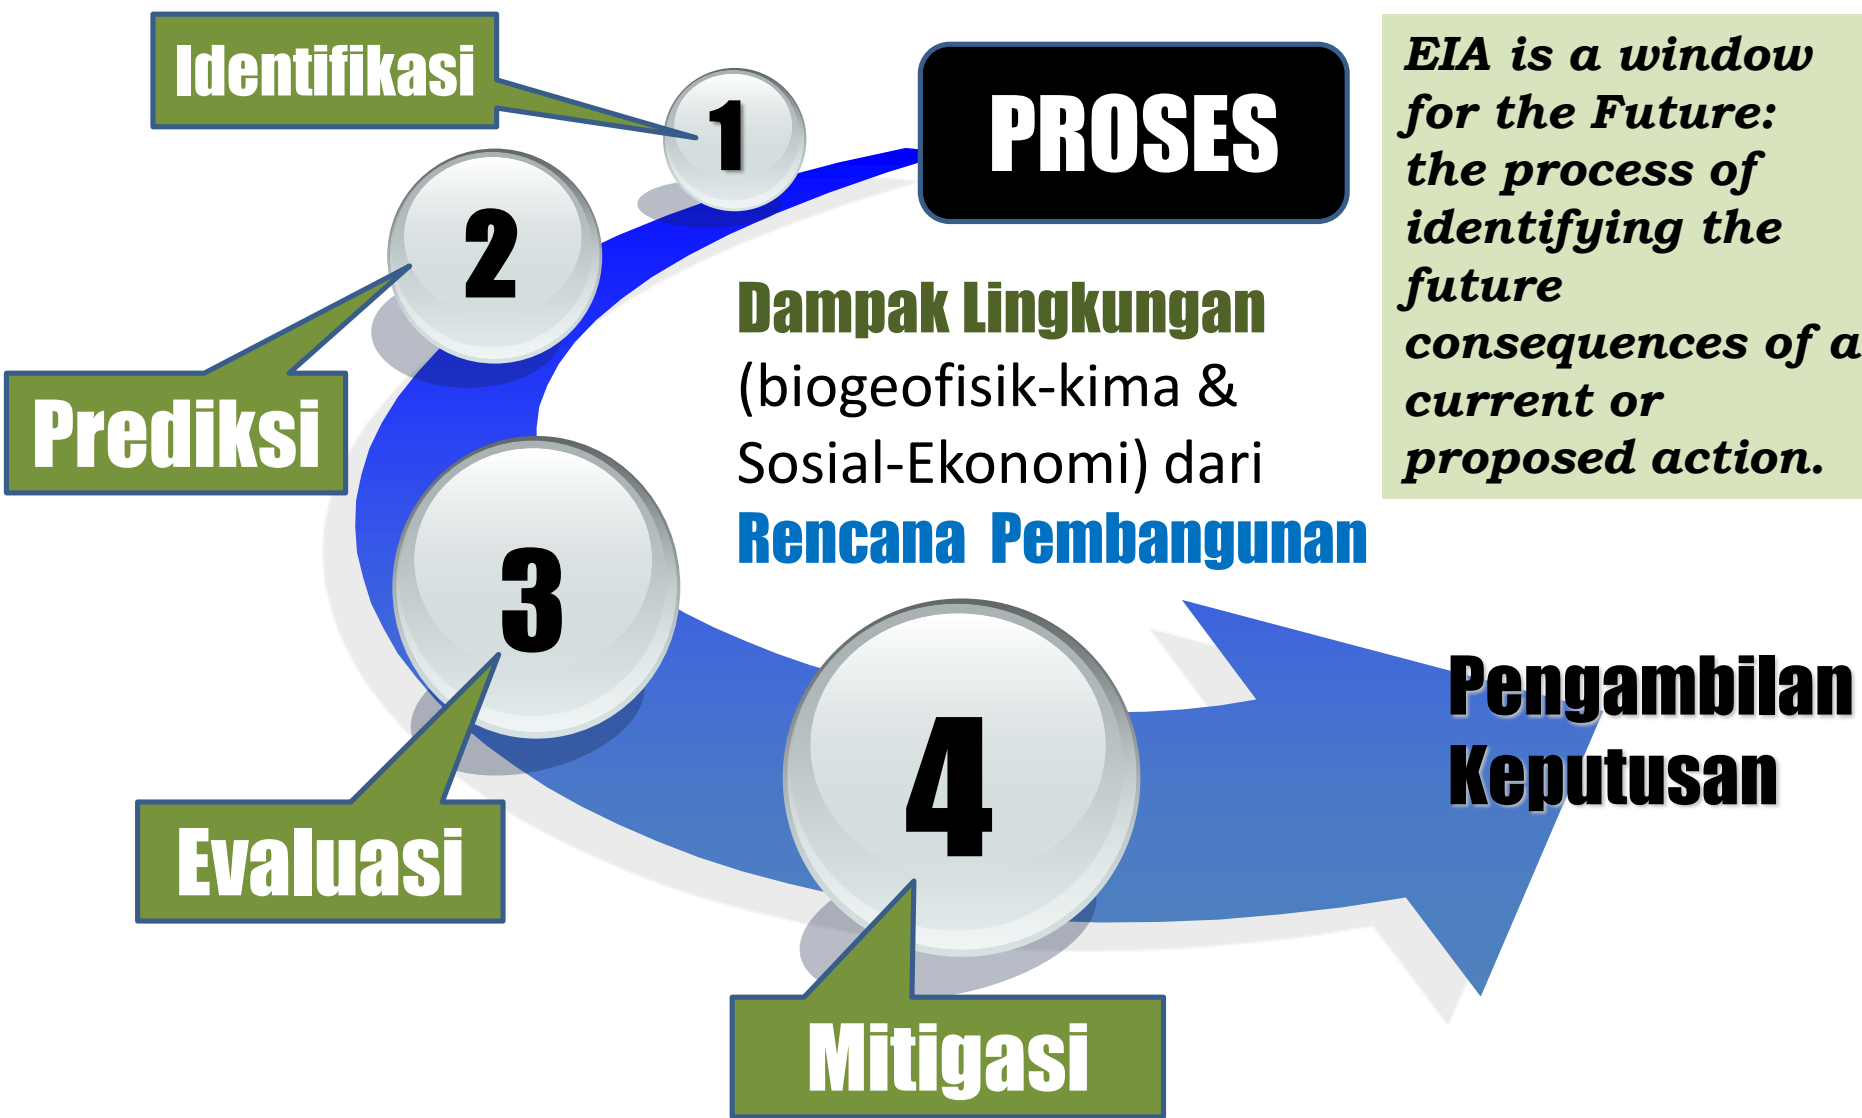 Identifikasi
1
PROSES
EIA is a window
for the Future:
the process of
identifying the
future
consequences of a
current or
proposed action.
2
Prediksi
Dampak Lingkungan
(biogeofisik-kima &
Sosial-Ekonomi) dari
Rencana Pembangunan
3
Evaluasi
4
Mitigasi
Pengambilan
Keputusan